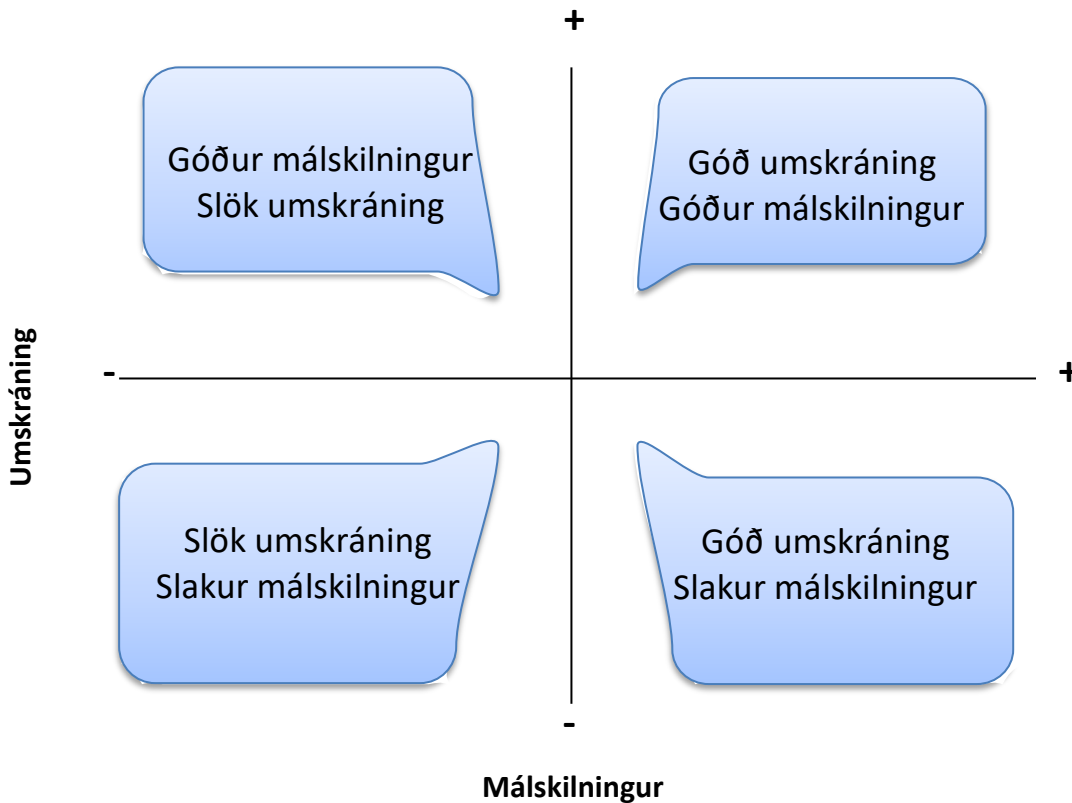 +
Góður málskilningur
Slök umskráning
Góð umskráning
Góður málskilningur
Umskráning
-
+
Slök umskráning
Slakur málskilningur
Góð umskráning
Slakur málskilningur
-
Málskilningur